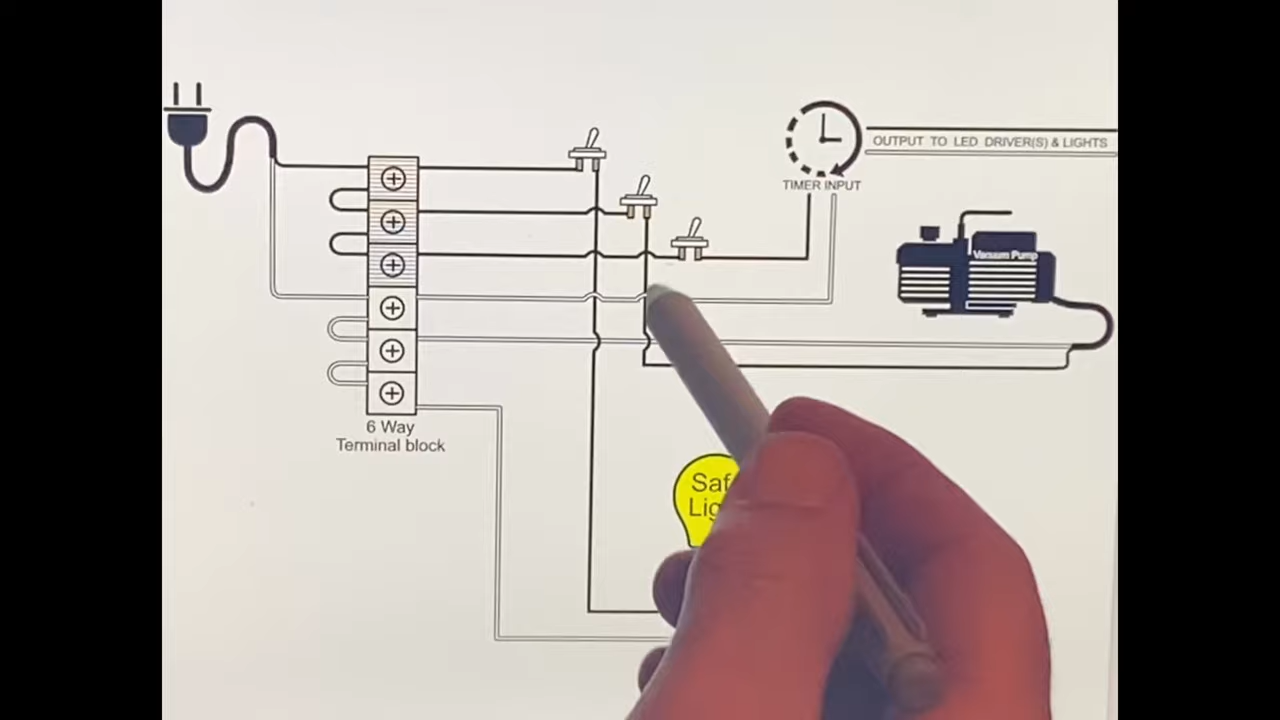 OUTPUT TO LED DRIVER(S) & LIGHTS
TIMER INPUT
Vacuum Pump
6 Way
Terminal block